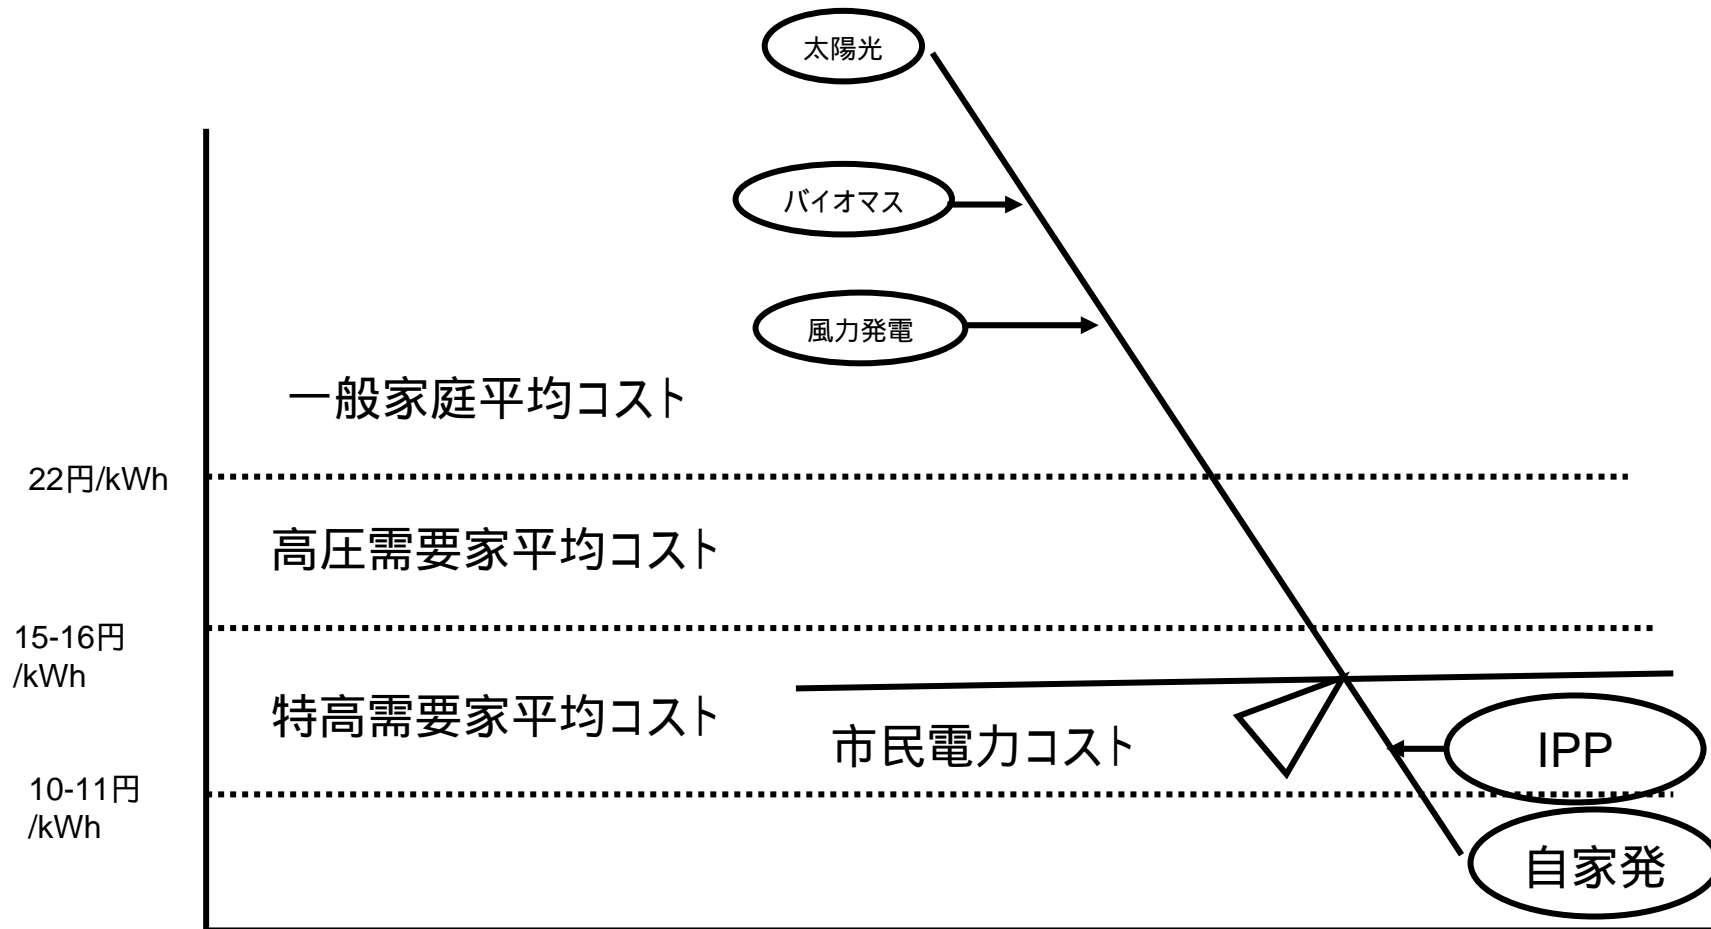 太陽光
バイオマス
風力発電
一般家庭平均コスト
22円/kWh
高圧需要家平均コスト
15-16円
/kWh
特高需要家平均コスト
市民電力コスト
IPP
10-11円
/kWh
自家発